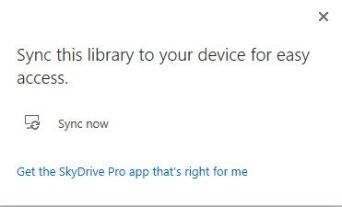 Sync this library to your device for easy
access.
Sync now
Get the SkyDrive Pro app that's right for me